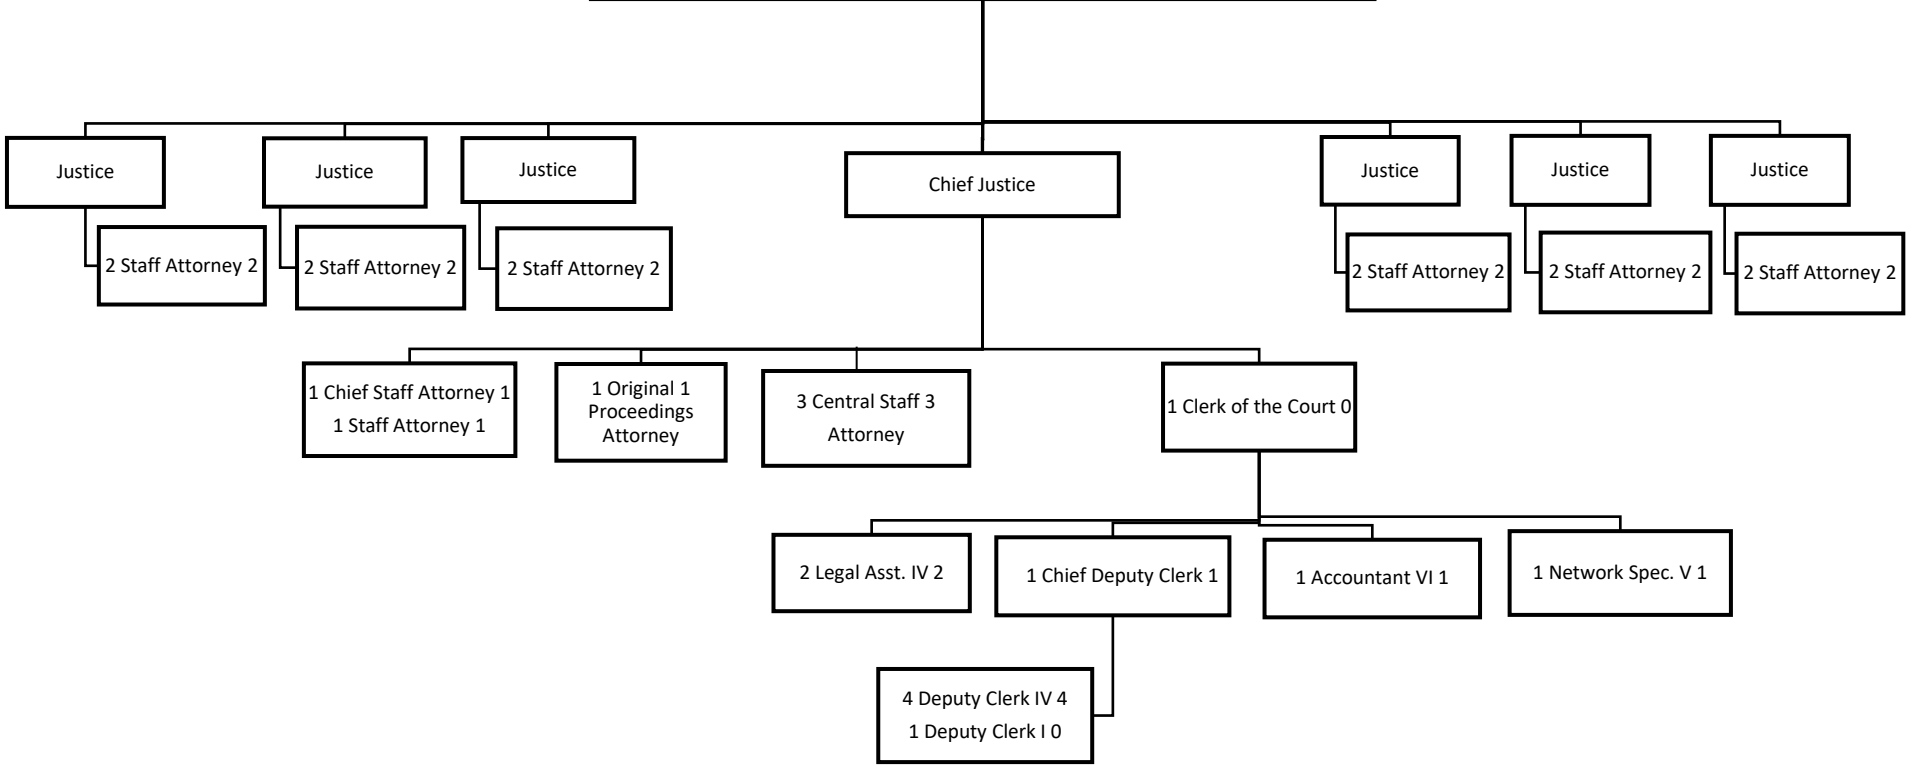 Justice
Justice
Justice
Chief Justice
Justice
Justice
Justice
2 Staff Attorney 2
2 Staff Attorney 2
2 Staff Attorney 2
2 Staff Attorney 2
2 Staff Attorney 2
2 Staff Attorney 2
1 Chief Staff Attorney 1
1 Staff Attorney 1
1 Original 1
Proceedings
Attorney
3 Central Staff 3
Attorney
1 Clerk of the Court 0
2 Legal Asst. IV 2
1 Chief Deputy Clerk 1
1 Accountant VI 1
1 Network Spec. V 1
4 Deputy Clerk IV 4
1 Deputy Clerk I 0